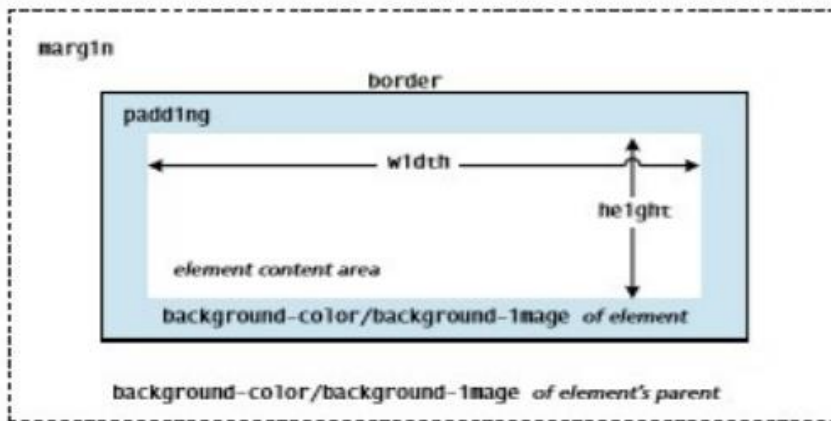 margin
border
padding
width
height
element content area
background-color/background-image of element
background-color/background-image of element's parent